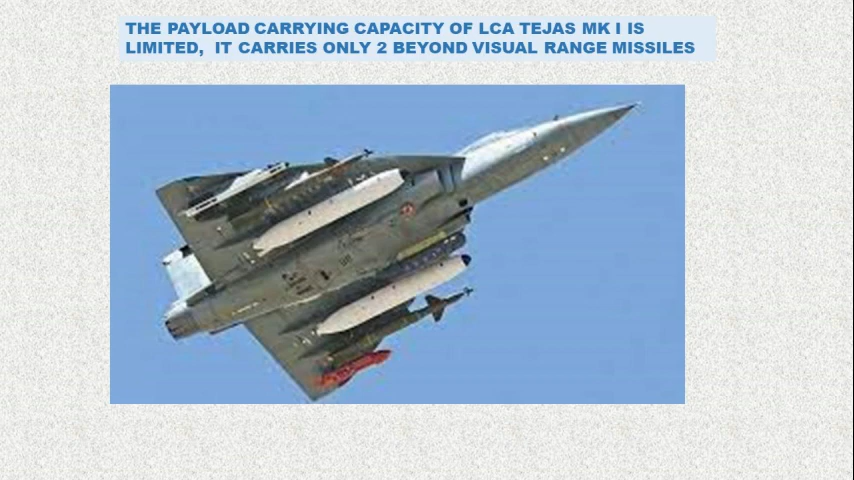 THE PAYLOAD CARRYING CAPACITY OF LCA TEJAS MK I IS
LIMITED,  IT CARRIES ONLY 2 BEYOND VISUAL RANGE MISSILES